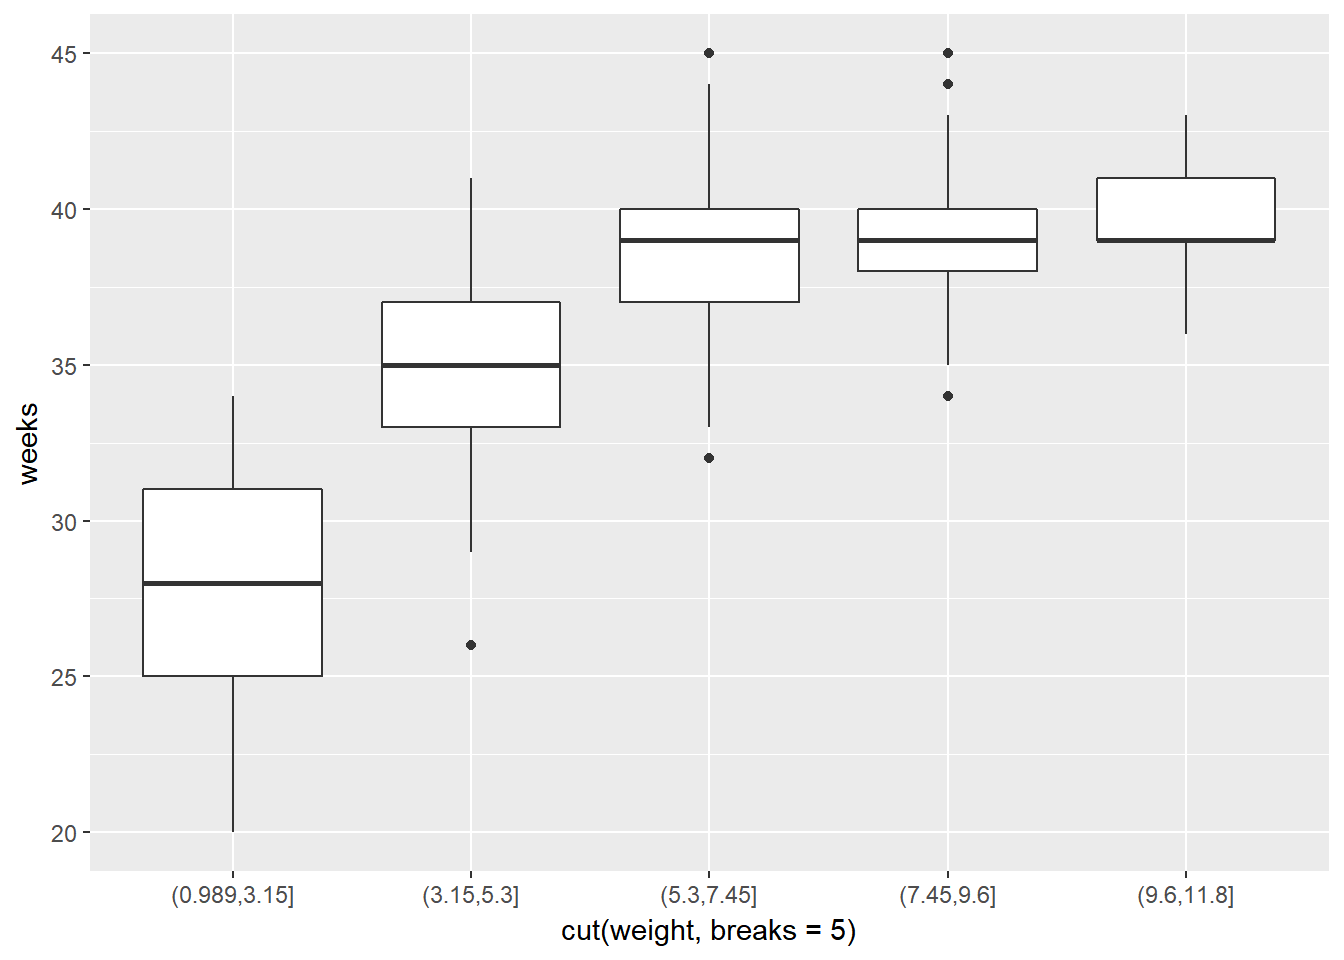 45
40
35
30
25
20
weeks
(0.989,3.15] (3.15,5.3] (5.3,7.45] (7.45,9.6] (9.6,11.8]
cut(weight, breaks = 5)